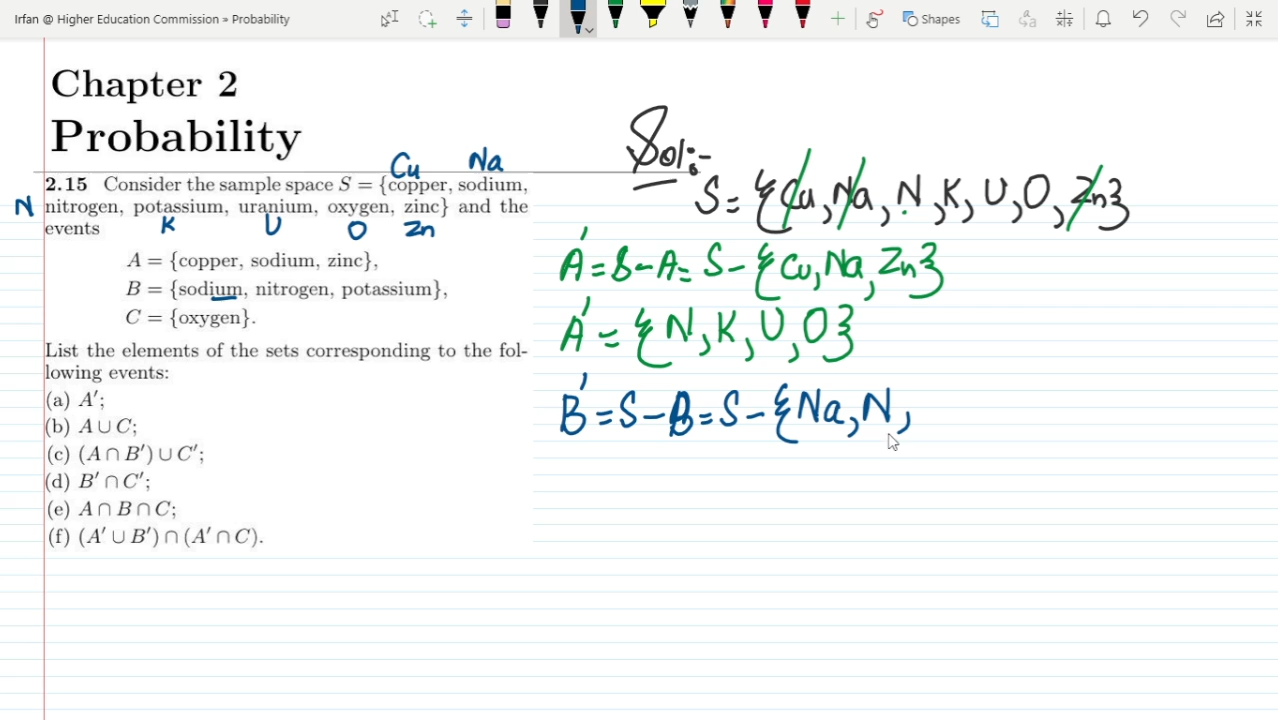 Irfan @ Higher Education Commission » Probability
Shapes
Chapter 2
Probability
Cu Na
2.15 Consider the sample space S = {copper, sodium,
N nitrogen, potassium, uranium, oxygen, zinc} and the
events K U O Zn
A = {copper, sodium, zinc},
B = {sodium, nitrogen, potassium},
C = {oxygen}.
List the elements of the sets corresponding to the fol-
lowing events:
(a) A′;
(b) A ∪ C;
(c) (A ∩ B′) ∪ C′;
(d) B′ ∩ C′;
(e) A ∩ B ∩ C;
(f) (A′ ∪ B′) ∩ (A′ ∩ C).
Sol:-
S = {Cu, Na, N, K, U, O, Zn}
A′ = S - A = S - {Cu, Na, Zn}
A′ = {N, K, U, O}
B′ = S - B = S - {Na, N,